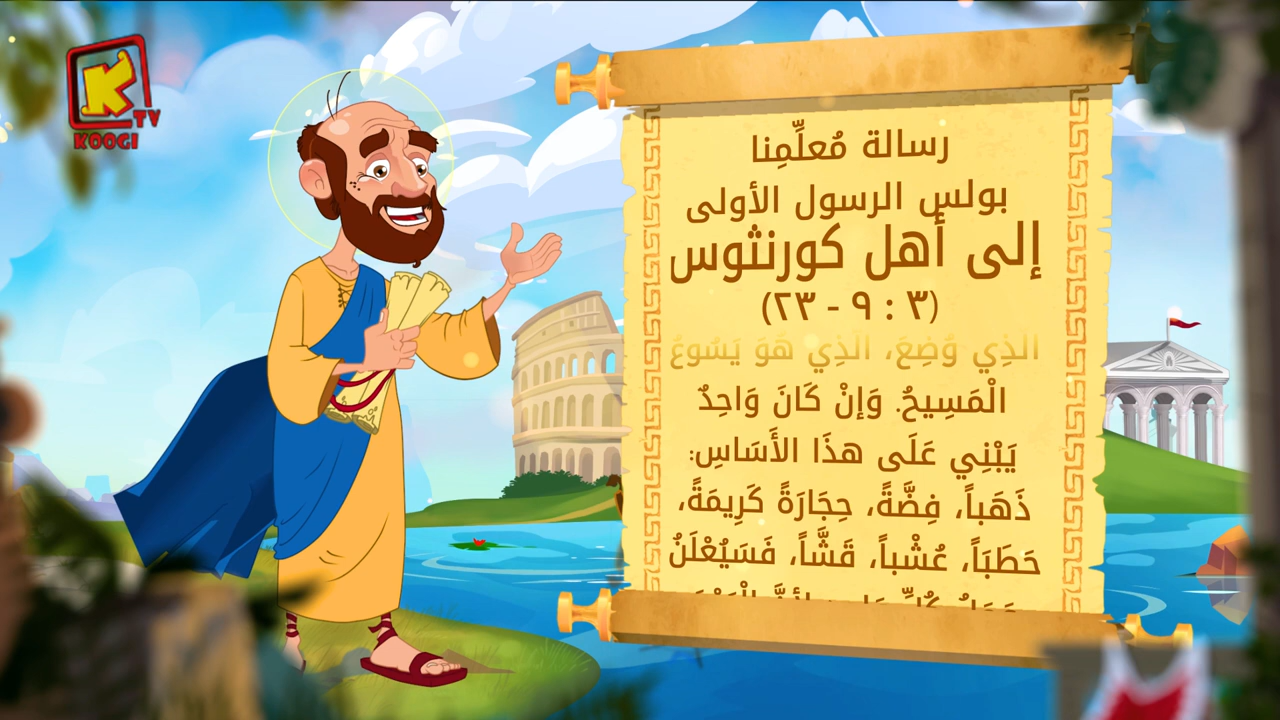 K
TV
KOOGI
رسالة مُعلِّمِنا
بولس الرسول الأولى
إلى أهل كورنثوس
(٣ : ٩ - ٢٣)
الَّذِي وُضِعَ، الَّذِي هُوَ يَسُوعُ
الْمَسِيحُ. وَإِنْ كَانَ وَاحِدٌ
يَبْنِي عَلَى هذَا الأَسَاسِ:
ذَهَباً، فِضَّةً، حِجَارَةً كَرِيمَةً،
حَطَبَاً، عُشْباً، قَشَّاً، فَسَيُعْلَنُ